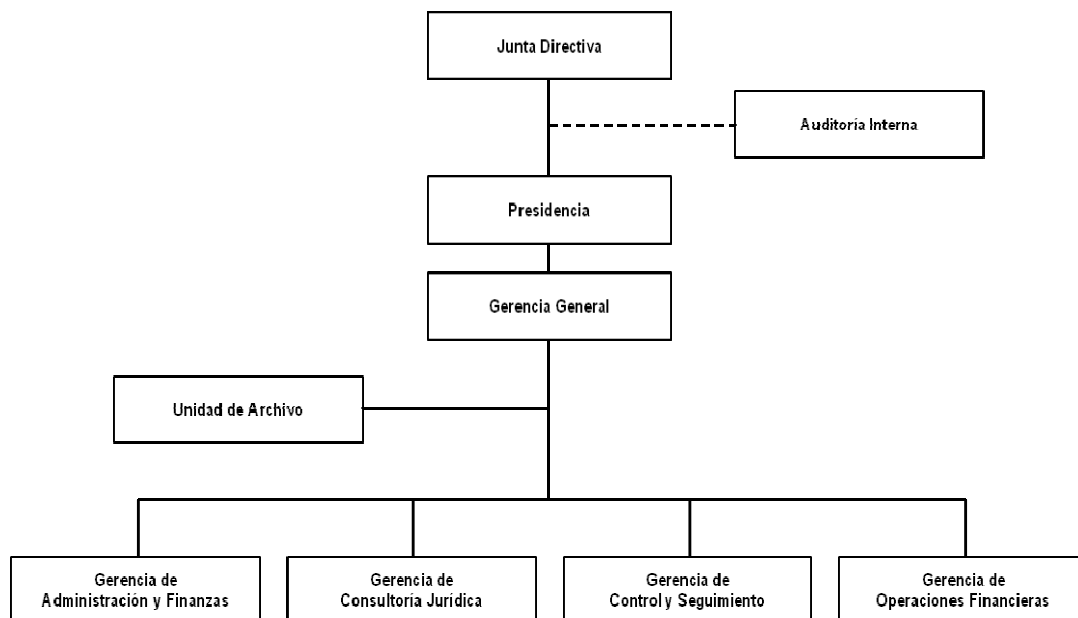 Junta Directiva
Auditoría Interna
Presidencia
Gerencia General
Unidad de Archivo
Gerencia de
Administración y Finanzas
Gerencia de
Consultoría Jurídica
Gerencia de
Control y Seguimiento
Gerencia de
Operaciones Financieras